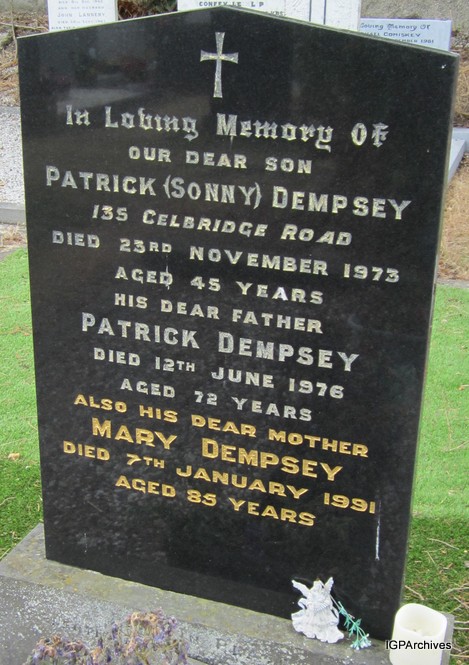 In Loving Memory Of
OUR DEAR SON
PATRICK (SONNY) DEMPSEY
135 CELBRIDGE ROAD
DIED 23RD NOVEMBER 1973
AGED 45 YEARS
HIS DEAR FATHER
PATRICK DEMPSEY
DIED 12TH JUNE 1976
AGED 72 YEARS
ALSO HIS DEAR MOTHER
MARY DEMPSEY
DIED 7TH JANUARY 1991
AGED 85 YEARS
IGPArchives